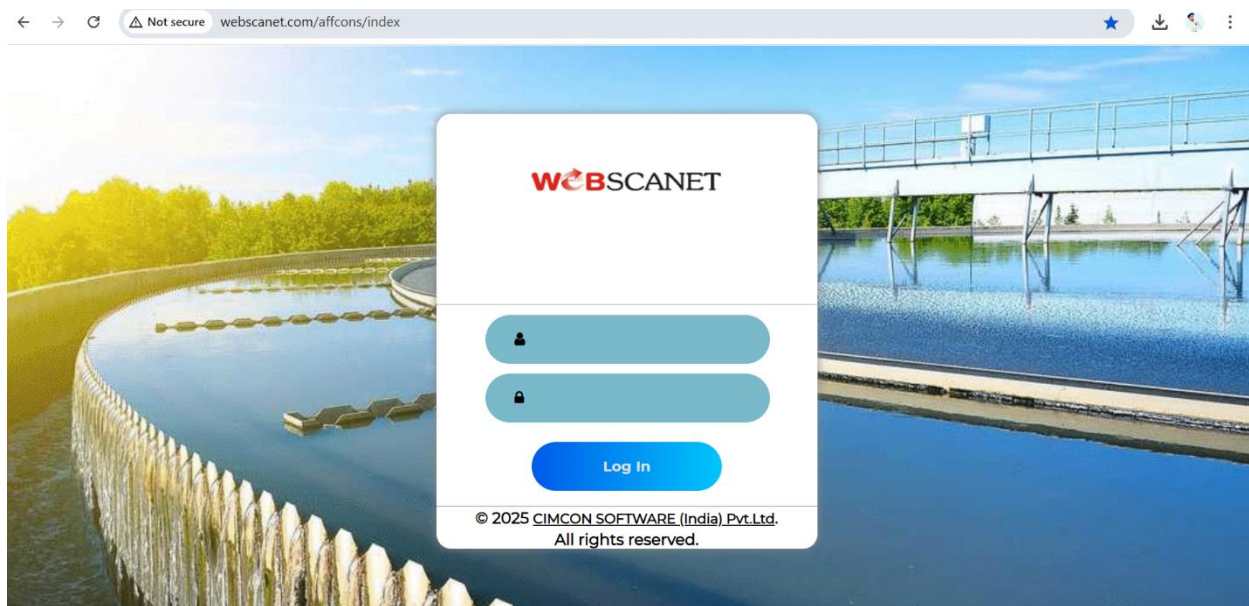 Not secure webscanet.com/affcons/index
WeBSCANET
Log In
© 2025 CIMCON SOFTWARE (India) Pvt.Ltd.
All rights reserved.